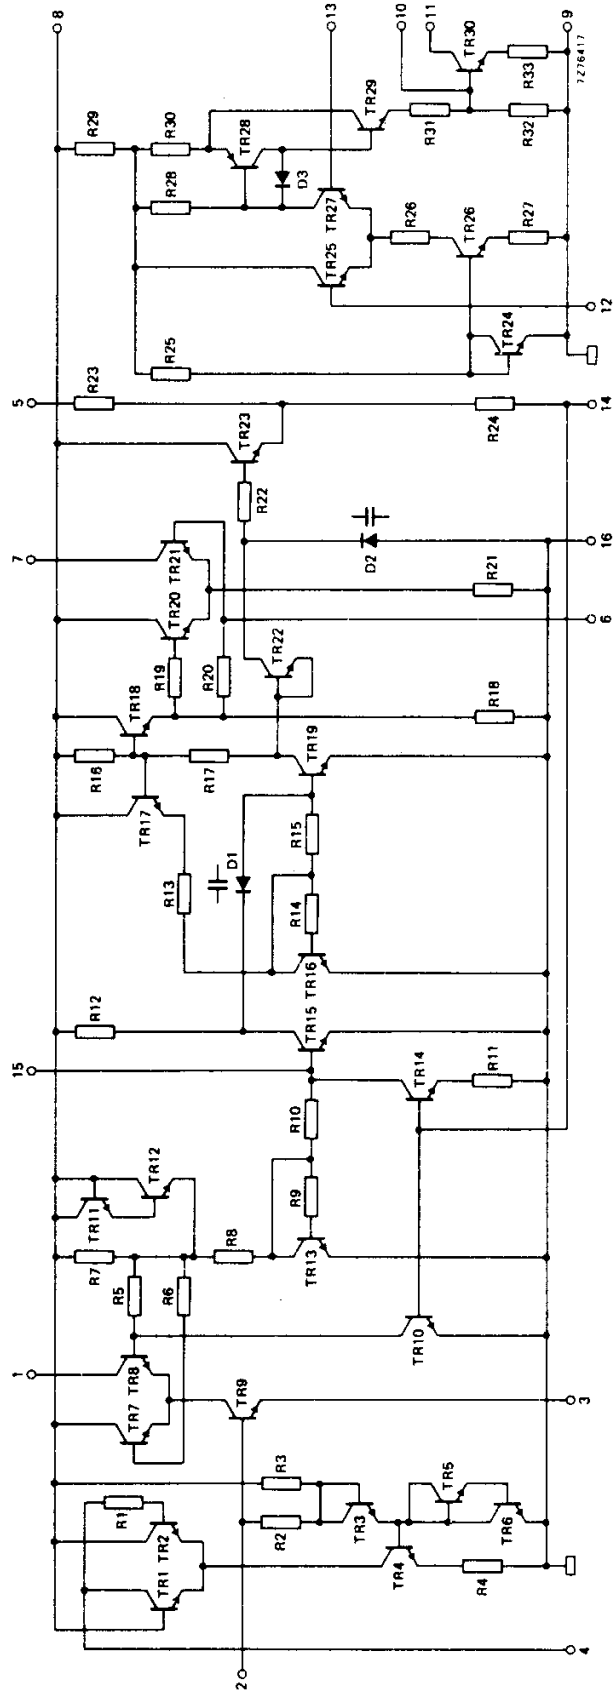 1
15
7
5
8
13
10
11
9
R1
R7
R12
R16
R23
R29
TR11
R5
TR12
TR18
TR1
TR2
TR7
TR8
R6
TR17
R19
TR20
TR21
R25
R28
R30
R13
R20
R17
R8
TR9
TR23
TR28
2
R3
D1
R22
D3
R2
TR22
R9
R10
TR15
TR16
R14
R15
TR19
TR25
TR27
TR29
TR13
TR3
TR5
D2
TR4
TR10
TR14
R26
R31
TR30
TR6
R4
R11
R18
R21
R24
TR24
TR26
R27
R32
R33
4
3
6
16
14
12
7Z76417